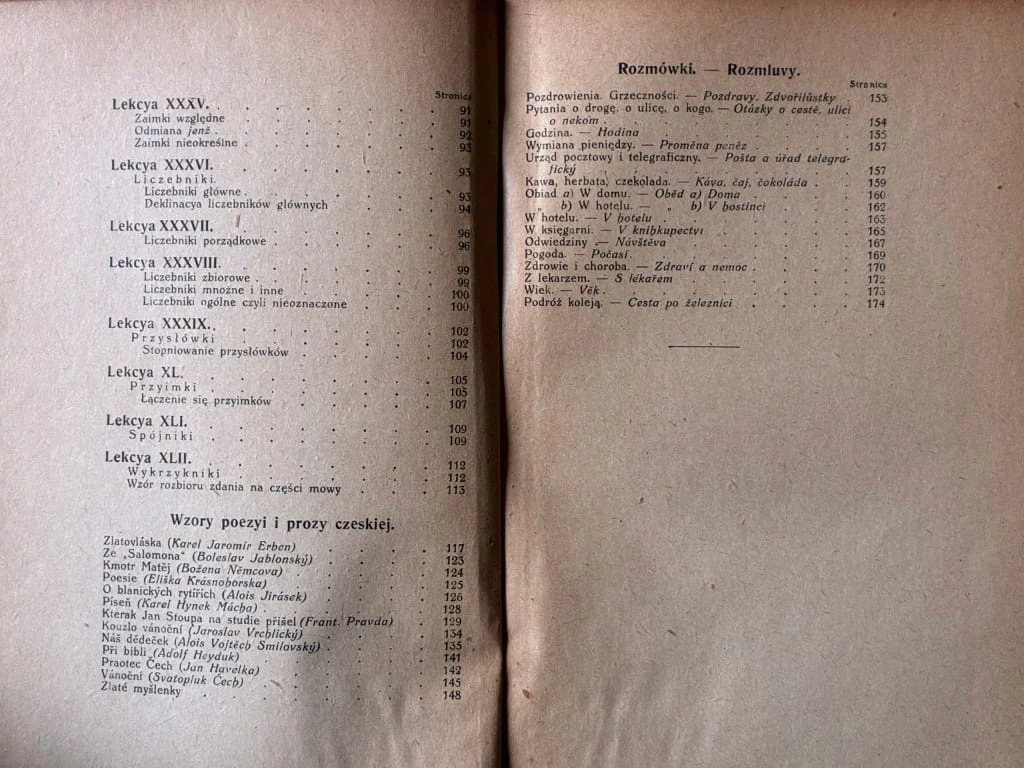 Stronica
Lekcya XXXV. . . . . . . . 91
Zaimki względne . . . . . . 91
Odmiana jenž . . . . . . . 92
Zaimki nieokreślne . . . . . . 93
Lekcya XXXVI. . . . . . . . 93
Liczebniki.
Liczebniki główne . . . . . . 93
Deklinacya liczebników głównych . . . . 94
Lekcya XXXVII. . . . . . . . 96
Liczebniki porządkowe . . . . . 96
Lekcya XXXVIII. . . . . . . . 99
Liczebniki zbiorowe . . . . . . 99
Liczebniki mnożne i inne . . . . . 100
Liczebniki ogólne czyli nieoznaczone . . . . 100
Lekcya XXXIX. . . . . . . . 102
Przysłówki . . . . . . . 102
Stopniowanie przysłówków . . . . . 104
Lekcya XL. . . . . . . . 105
Przyimki . . . . . . . 105
Łączenie się przyimków . . . . . 107
Lekcya XLI. . . . . . . . 109
Spójniki . . . . . . . 109
Lekcya XLII. . . . . . . . 112
Wykrzykniki . . . . . . 112
Wzór rozbioru zdania na części mowy . . . 113
Wzory poezyi i prozy czeskiej.
Zlatovláska (Karel Jaromír Erben) . . . . 117
Ze „Salomona" (Boleslav Jablonský) . . . . 123
Kmotr Matěj (Božena Němcova) . . . . 124
Poesie (Eliška Krásnohorska) . . . . . 125
O blanických rytířích (Alois Jirásek) . . . . 126
Píseň (Karel Hynek Mácha) . . . . . 128
Kterak Jan Stoupa na studie přišel (Frant. Pravda) . . 129
Kouzlo vánoční (Jaroslav Vrchlický) . . . . 134
Náš dědeček (Alois Vojtěch Smilovský) . . . . 135
Při bibli (Adolf Heyduk) . . . . . 141
Praotec Čech (Jan Havelka) . . . . . 142
Vánoční (Svatopluk Čech) . . . . . 145
Zlaté myšlenky . . . . . . . 148
Rozmówki. — Rozmluvy.
Stronica
Pozdrowienia. Grzeczności. — Pozdravy. Zdvořilůstky . 153
Pytania o drogę, o ulicę, o kogo. — Otázky o cestě, ulici
o nekom . . . . . . . 154
Godzina. — Hodina . . . . . . 155
Wymiana pieniędzy. — Proměna peněz . . . . 157
Urząd pocztowy i telegraficzny. — Pošta a úřad telegra-
fický . . . . . . . . 157
Kawa, herbata, czekolada. — Káva, čaj, čokoláda . . 159
Obiad a) W domu. — Oběd a) Doma . . . 160
„ b) W hotelu. — „ b) V hostinci . . . 162
W hotelu. — V hotelu . . . . . . 163
W księgarni. — V knihkupectvi . . . . 165
Odwiedziny. — Návštěva . . . . . 167
Pogoda. — Počasí. . . . . . . 169
Zdrowie i choroba. — Zdraví a nemoc . . . . 170
Z lekarzem. — S lékařem . . . . . 172
Wiek. — Věk . . . . . . . 173
Podróż koleją. — Cesta po železnici . . . . 174